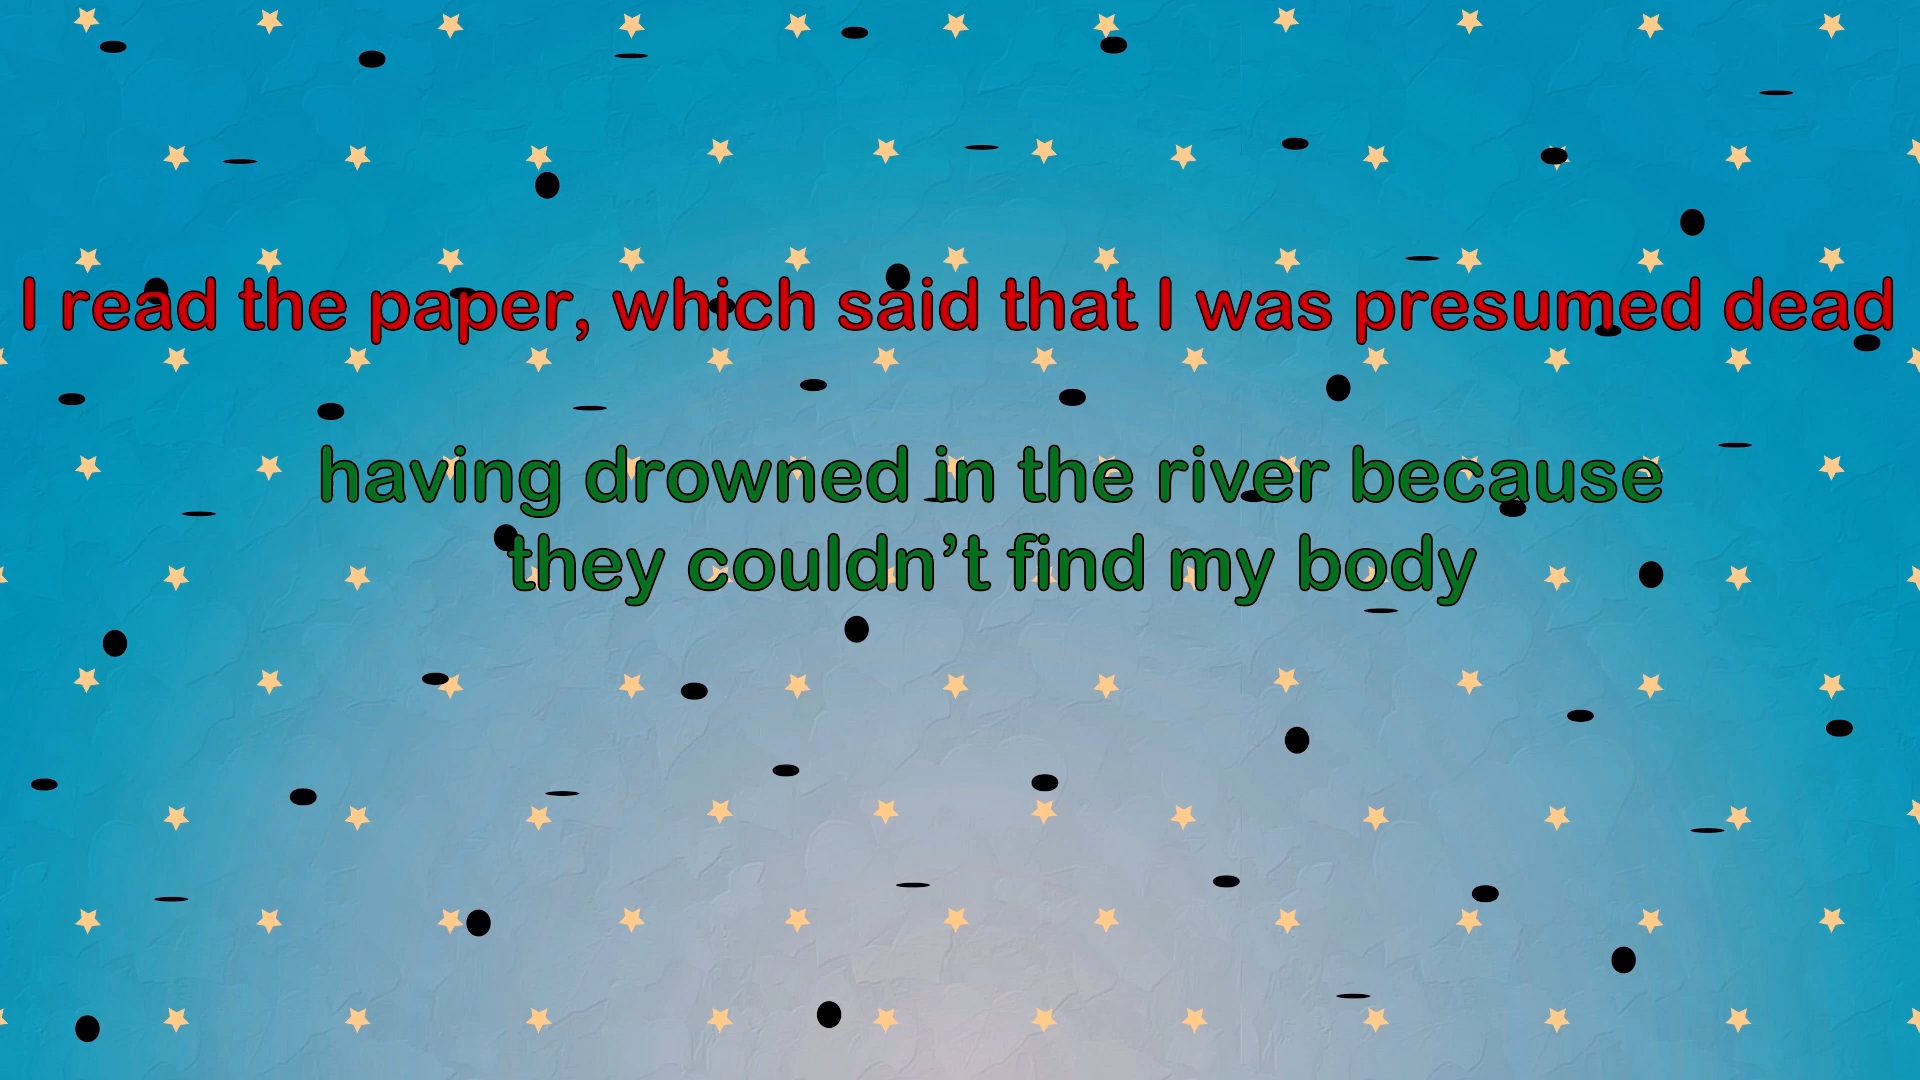 I read the paper, which said that I was presumed dead
having drowned in the river because
they couldn’t find my body